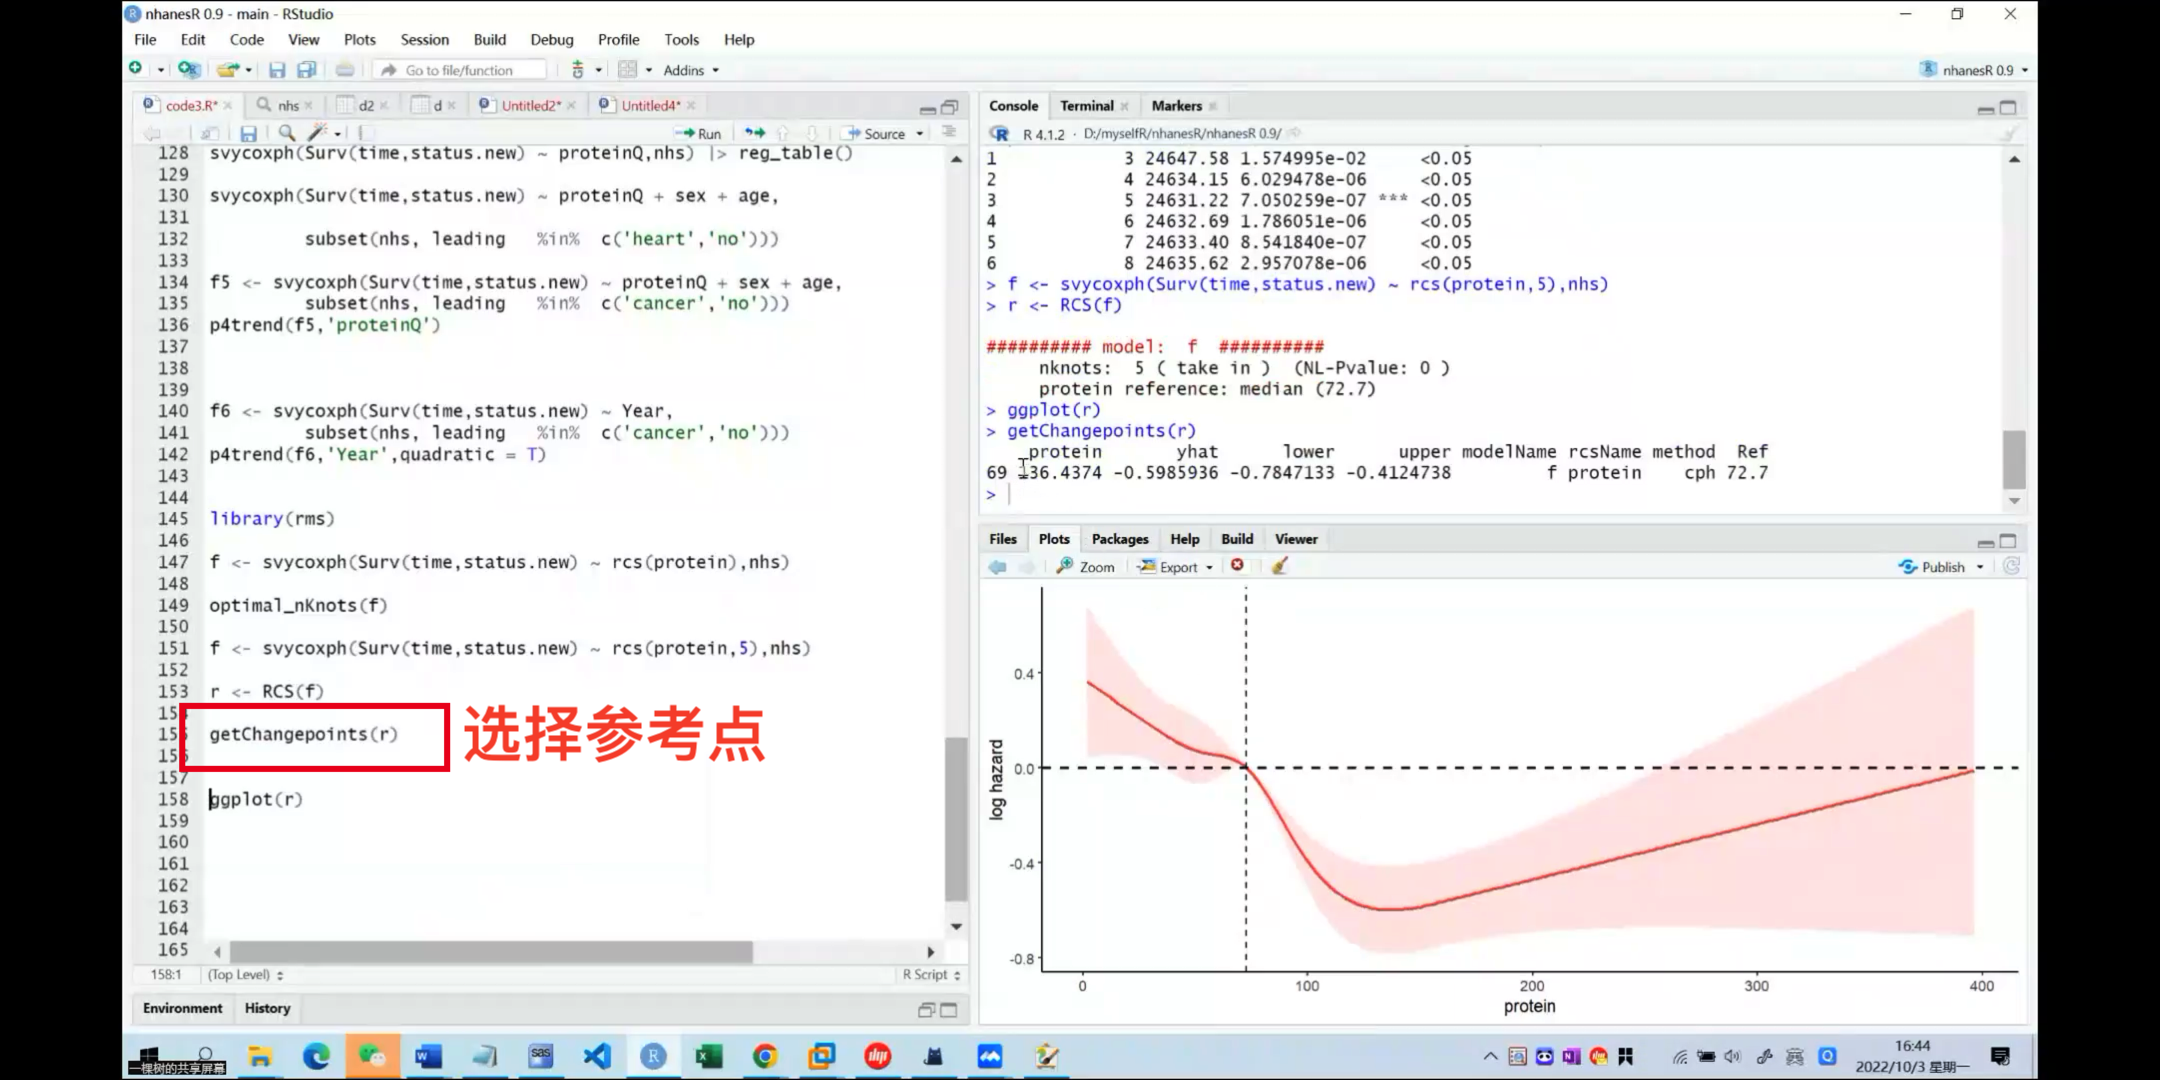 nhanesR 0.9 - main - RStudio
File Edit Code View Plots Session Build Debug Profile Tools Help
Go to file/function
Addins
nhanesR 0.9
code3.R* nhs d2 d Untitled2* Untitled4*
Run Source
128 svycoxph(Surv(time,status.new) ~ proteinQ,nhs) |> reg_table()
129
130 svycoxph(Surv(time,status.new) ~ proteinQ + sex + age,
131
132 subset(nhs, leading %in% c('heart','no')))
133
134 f5 <- svycoxph(Surv(time,status.new) ~ proteinQ + sex + age,
135 subset(nhs, leading %in% c('cancer','no')))
136 p4trend(f5,'proteinQ')
137
138
139
140 f6 <- svycoxph(Surv(time,status.new) ~ Year,
141 subset(nhs, leading %in% c('cancer','no')))
142 p4trend(f6,'Year',quadratic = T)
143
144
145 library(rms)
146
147 f <- svycoxph(Surv(time,status.new) ~ rcs(protein),nhs)
148
149 optimal_nKnots(f)
150
151 f <- svycoxph(Surv(time,status.new) ~ rcs(protein,5),nhs)
152
153 r <- RCS(f)
15
15 getChangepoints(r)
选择参考点
15
157
158 ggplot(r)
159
160
161
162
163
164
165
158:1 (Top Level) R Script
Environment History
Console Terminal Markers
R 4.1.2 · D:/myselfR/nhanesR/nhanesR 0.9/
1 3 24647.58 1.574995e-02 <0.05
2 4 24634.15 6.029478e-06 <0.05
3 5 24631.22 7.050259e-07 *** <0.05
4 6 24632.69 1.786051e-06 <0.05
5 7 24633.40 8.541840e-07 <0.05
6 8 24635.62 2.957078e-06 <0.05
> f <- svycoxph(Surv(time,status.new) ~ rcs(protein,5),nhs)
> r <- RCS(f)
########## model: f ##########
nknots: 5 ( take in ) (NL-Pvalue: 0 )
protein reference: median (72.7)
> ggplot(r)
> getChangepoints(r)
protein yhat lower upper modelName rcsName method Ref
69 136.4374 -0.5985936 -0.7847133 -0.4124738 f protein cph 72.7
>
Files Plots Packages Help Build Viewer
Zoom Export Publish
log hazard
0.4
0.0
-0.4
-0.8
0 100 200 300 400
protein
一棵树的共享屏幕
16:44
2022/10/3 星期一